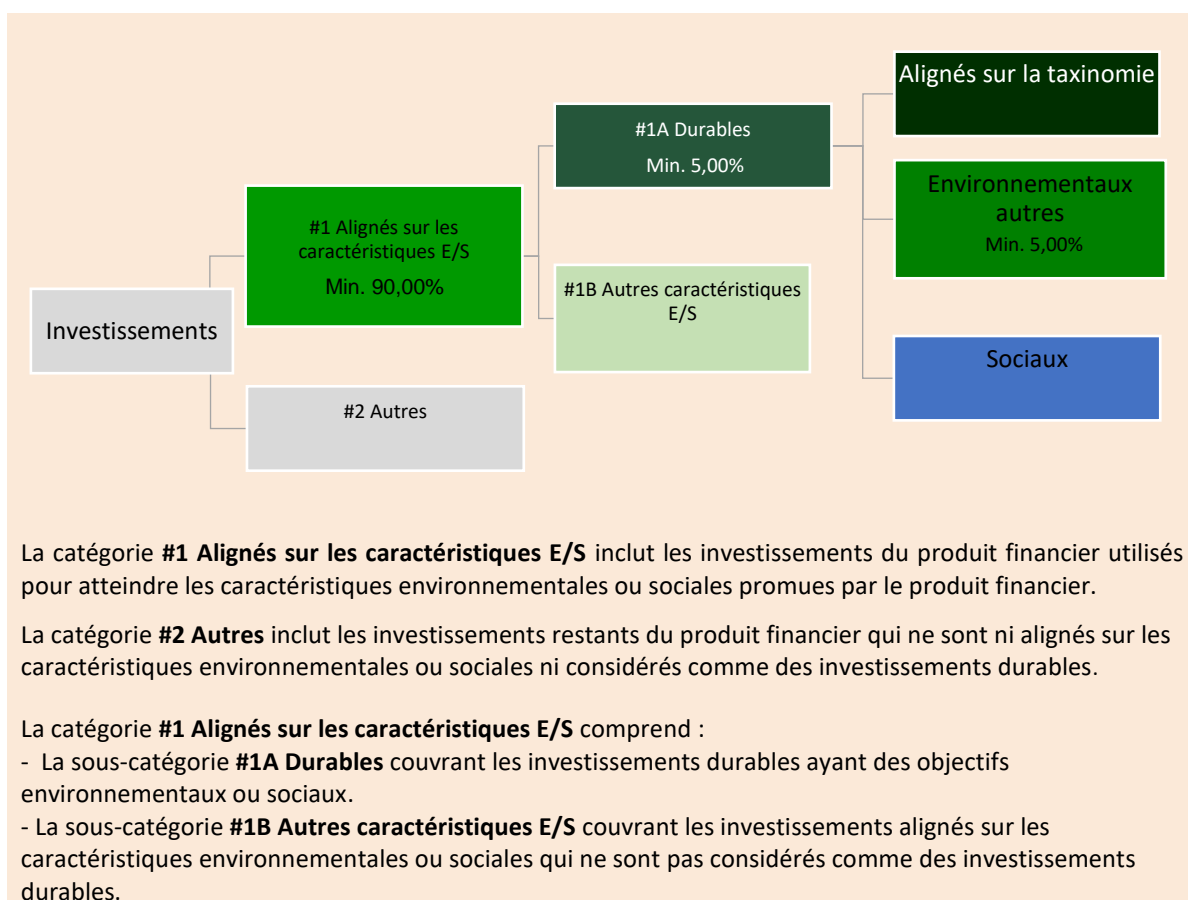 Investissements
#1 Alignés sur les
caractéristiques E/S
Min. 90,00%
#2 Autres
#1A Durables
Min. 5,00%
#1B Autres caractéristiques
E/S
Alignés sur la taxinomie
Environnementaux
autres
Min. 5,00%
Sociaux
La catégorie #1 Alignés sur les caractéristiques E/S inclut les investissements du produit financier utilisés
pour atteindre les caractéristiques environnementales ou sociales promues par le produit financier.
La catégorie #2 Autres inclut les investissements restants du produit financier qui ne sont ni alignés sur les
caractéristiques environnementales ou sociales ni considérés comme des investissements durables.
La catégorie #1 Alignés sur les caractéristiques E/S comprend :
- La sous-catégorie #1A Durables couvrant les investissements durables ayant des objectifs
environnementaux ou sociaux.
- La sous-catégorie #1B Autres caractéristiques E/S couvrant les investissements alignés sur les
caractéristiques environnementales ou sociales qui ne sont pas considérés comme des investissements
durables.